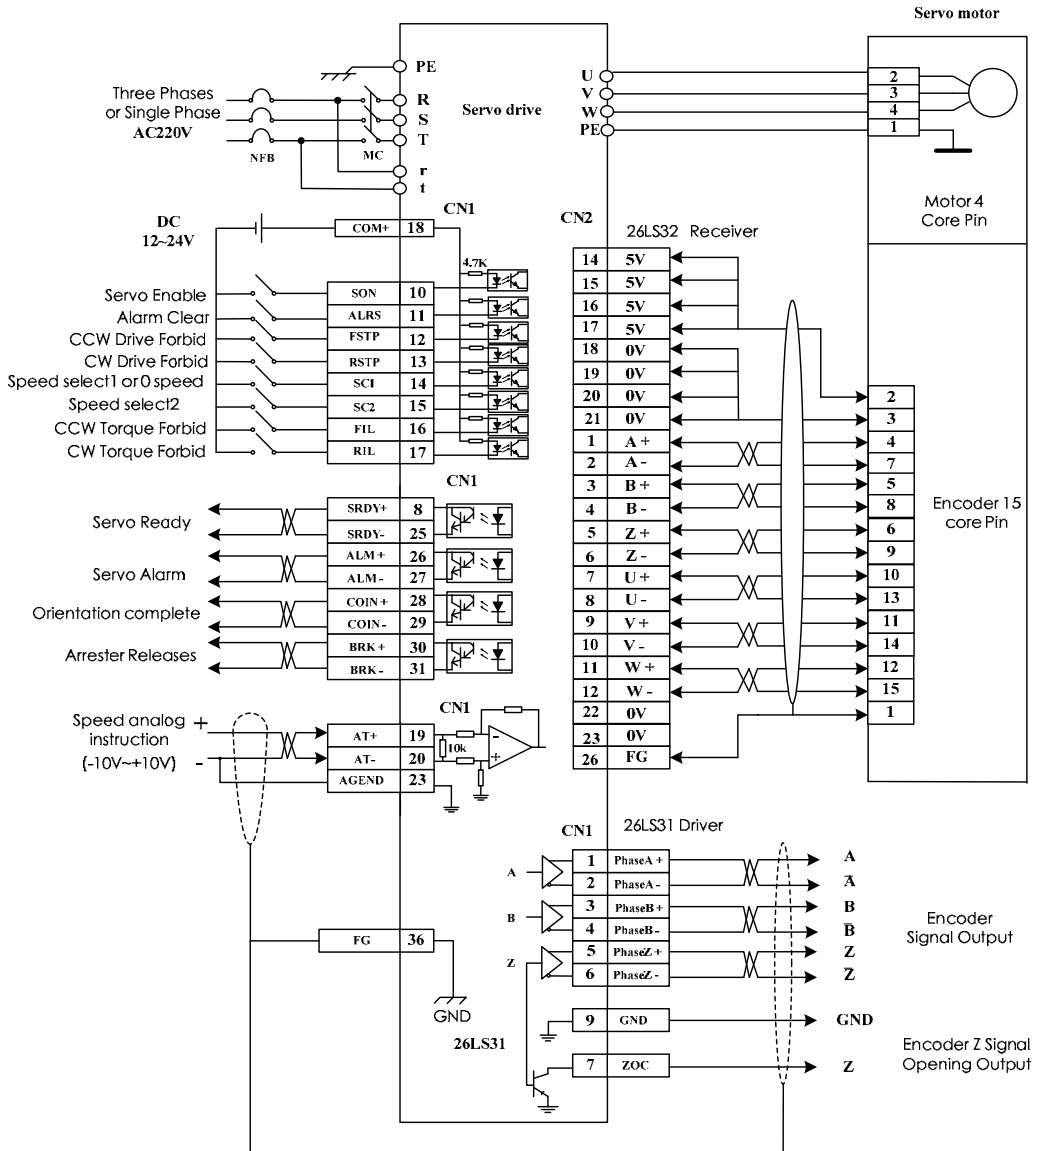 Servo motor
Servo drive
Three Phases
or Single Phase
AC220V
NFB
MC
PE
R
S
T
r
t
U
V
W
PE
2
3
4
1
Motor 4
Core Pin
DC
12~24V
CN1
COM+ 18
4.7K
Servo Enable SON 10
Alarm Clear ALRS 11
CCW Drive Forbid FSTP 12
CW Drive Forbid RSTP 13
Speed select1 or 0 speed SC1 14
Speed select2 SC2 15
CCW Torque Forbid FIL 16
CW Torque Forbid RIL 17
CN1
Servo Ready
SRDY+ 8
SRDY- 25
Servo Alarm
ALM+ 26
ALM- 27
Orientation complete
COIN+ 28
COIN- 29
Arrester Releases
BRK+ 30
BRK- 31
CN1
Speed analog
instruction
(-10V~+10V)
+
-
AT+ 19
AT- 20
AGEND 23
10k
-
+
FG 36
GND
26LS31
CN2
26LS32 Receiver
14 5V
15 5V
16 5V
17 5V
18 0V
19 0V
20 0V
21 0V
1 A+
2 A-
3 B+
4 B-
5 Z+
6 Z-
7 U+
8 U-
9 V+
10 V-
11 W+
12 W-
22 0V
23 0V
26 FG
2
3
4
7
5
8
6
9
10
13
11
14
12
15
1
Encoder 15
core Pin
CN1
26LS31 Driver
A
B
Z
1 PhaseA+ A
2 PhaseA- A̅
3 PhaseB+ B
4 PhaseB- B̅
5 PhaseZ+ Z
6 PhaseZ- Z̅
9 GND GND
7 ZOC Z
Encoder
Signal Output
Encoder Z Signal
Opening Output